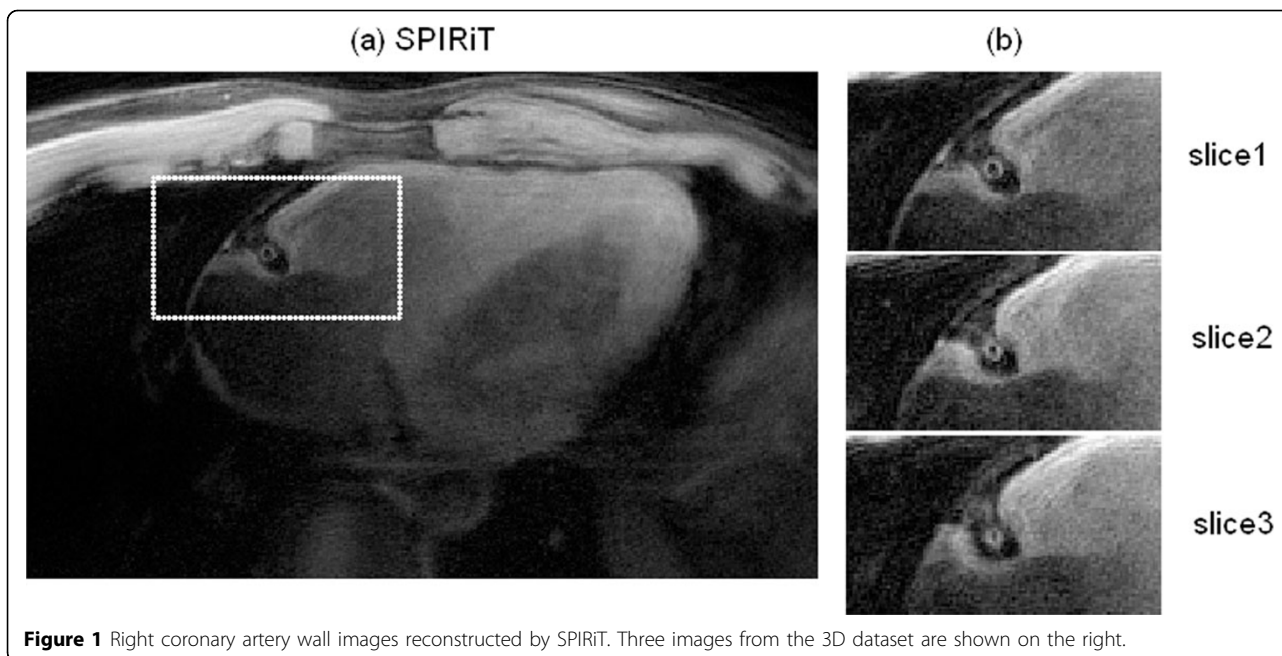 (a) SPIRiT
(b)
slice1
slice2
slice3
Figure 1 Right coronary artery wall images reconstructed by SPIRiT. Three images from the 3D dataset are shown on the right.